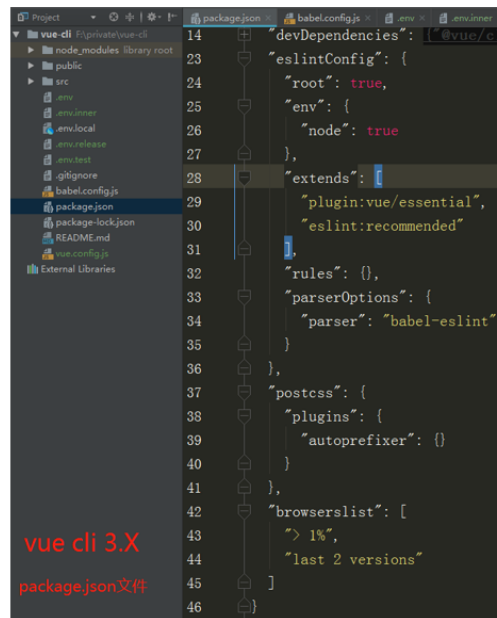 Project
vue-cli F:\private\vue-cli
node_modules library root
public
src
.env
.env.inner
.env.local
.env.release
.env.test
.gitignore
babel.config.js
package.json
package-lock.json
README.md
vue.config.js
External Libraries
vue cli 3.X
package.json文件
package.json × babel.config.js × .env × .env.inner
14 "devDependencies": {"@vue/c
23 "eslintConfig": {
24 "root": true,
25 "env": {
26 "node": true
27 },
28 "extends": [
29 "plugin:vue/essential",
30 "eslint:recommended"
31 ],
32 "rules": {},
33 "parserOptions": {
34 "parser": "babel-eslint"
35 }
36 },
37 "postcss": {
38 "plugins": {
39 "autoprefixer": {}
40 }
41 },
42 "browserslist": [
43 "> 1%",
44 "last 2 versions"
45 ]
46 }